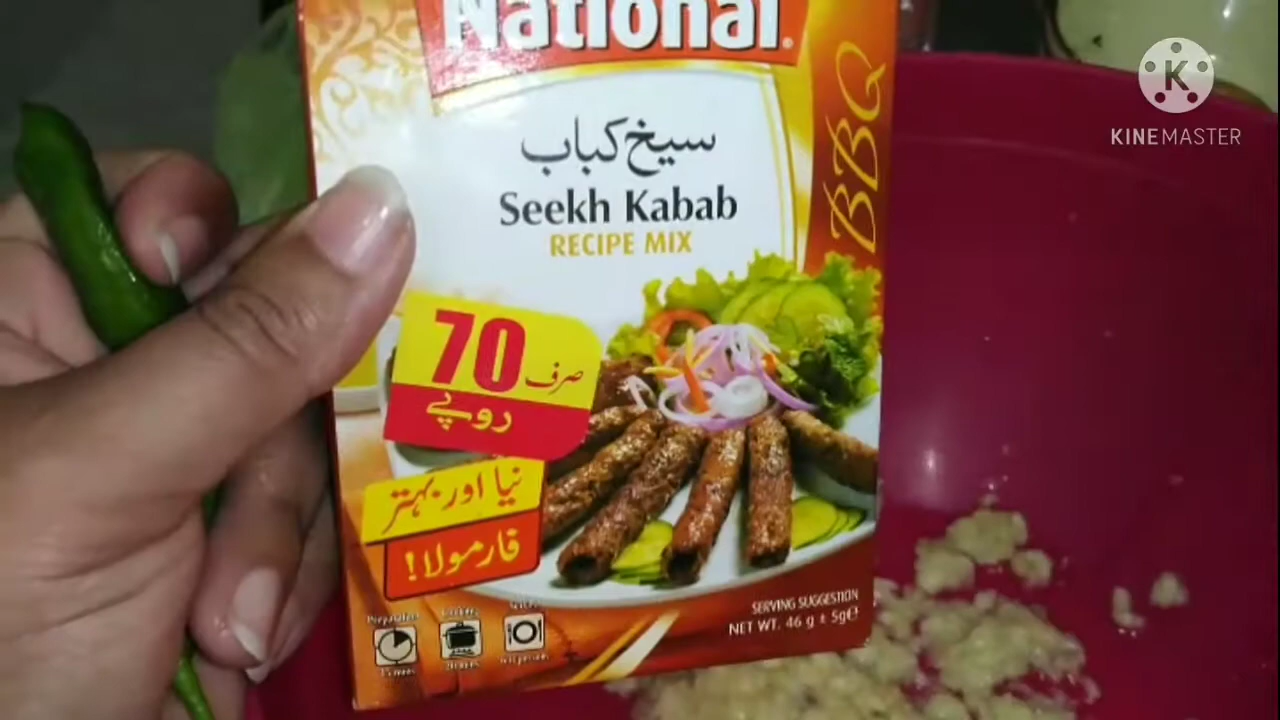 National
BBQ
سیخ کباب
Seekh Kabab
RECIPE MIX
70 صرف
روپے
نیا اور بہتر
فارمولا!
Preparation
SERVING SUGGESTION
NET WT. 46 g ± 5g e
K
KINEMASTER